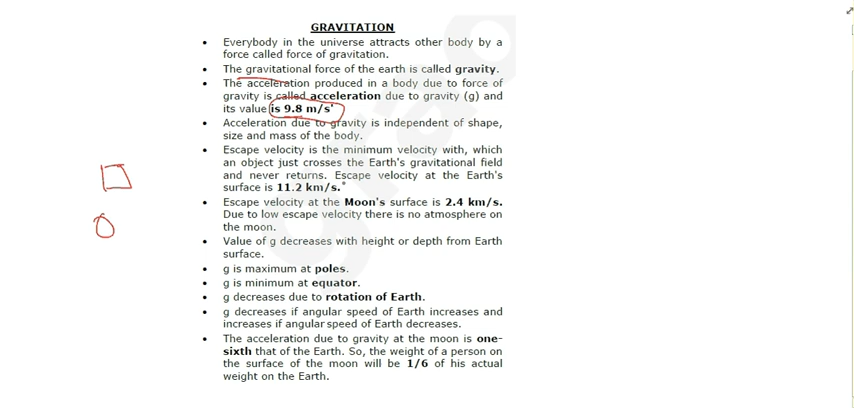 GRAVITATION
• Everybody in the universe attracts other body by a
force called force of gravitation.
• The gravitational force of the earth is called gravity.
• The acceleration produced in a body due to force of
gravity is called acceleration due to gravity (g) and
its value is 9.8 m/s'
• Acceleration due to gravity is independent of shape,
size and mass of the body.
• Escape velocity is the minimum velocity with, which
an object just crosses the Earth's gravitational field
and never returns. Escape velocity at the Earth's
surface is 11.2 km/s.
• Escape velocity at the Moon's surface is 2.4 km/s.
Due to low escape velocity there is no atmosphere on
the moon.
• Value of g decreases with height or depth from Earth
surface.
• g is maximum at poles.
• g is minimum at equator.
• g decreases due to rotation of Earth.
• g decreases if angular speed of Earth increases and
increases if angular speed of Earth decreases.
• The acceleration due to gravity at the moon is one-
sixth that of the Earth. So, the weight of a person on
the surface of the moon will be 1/6 of his actual
weight on the Earth.